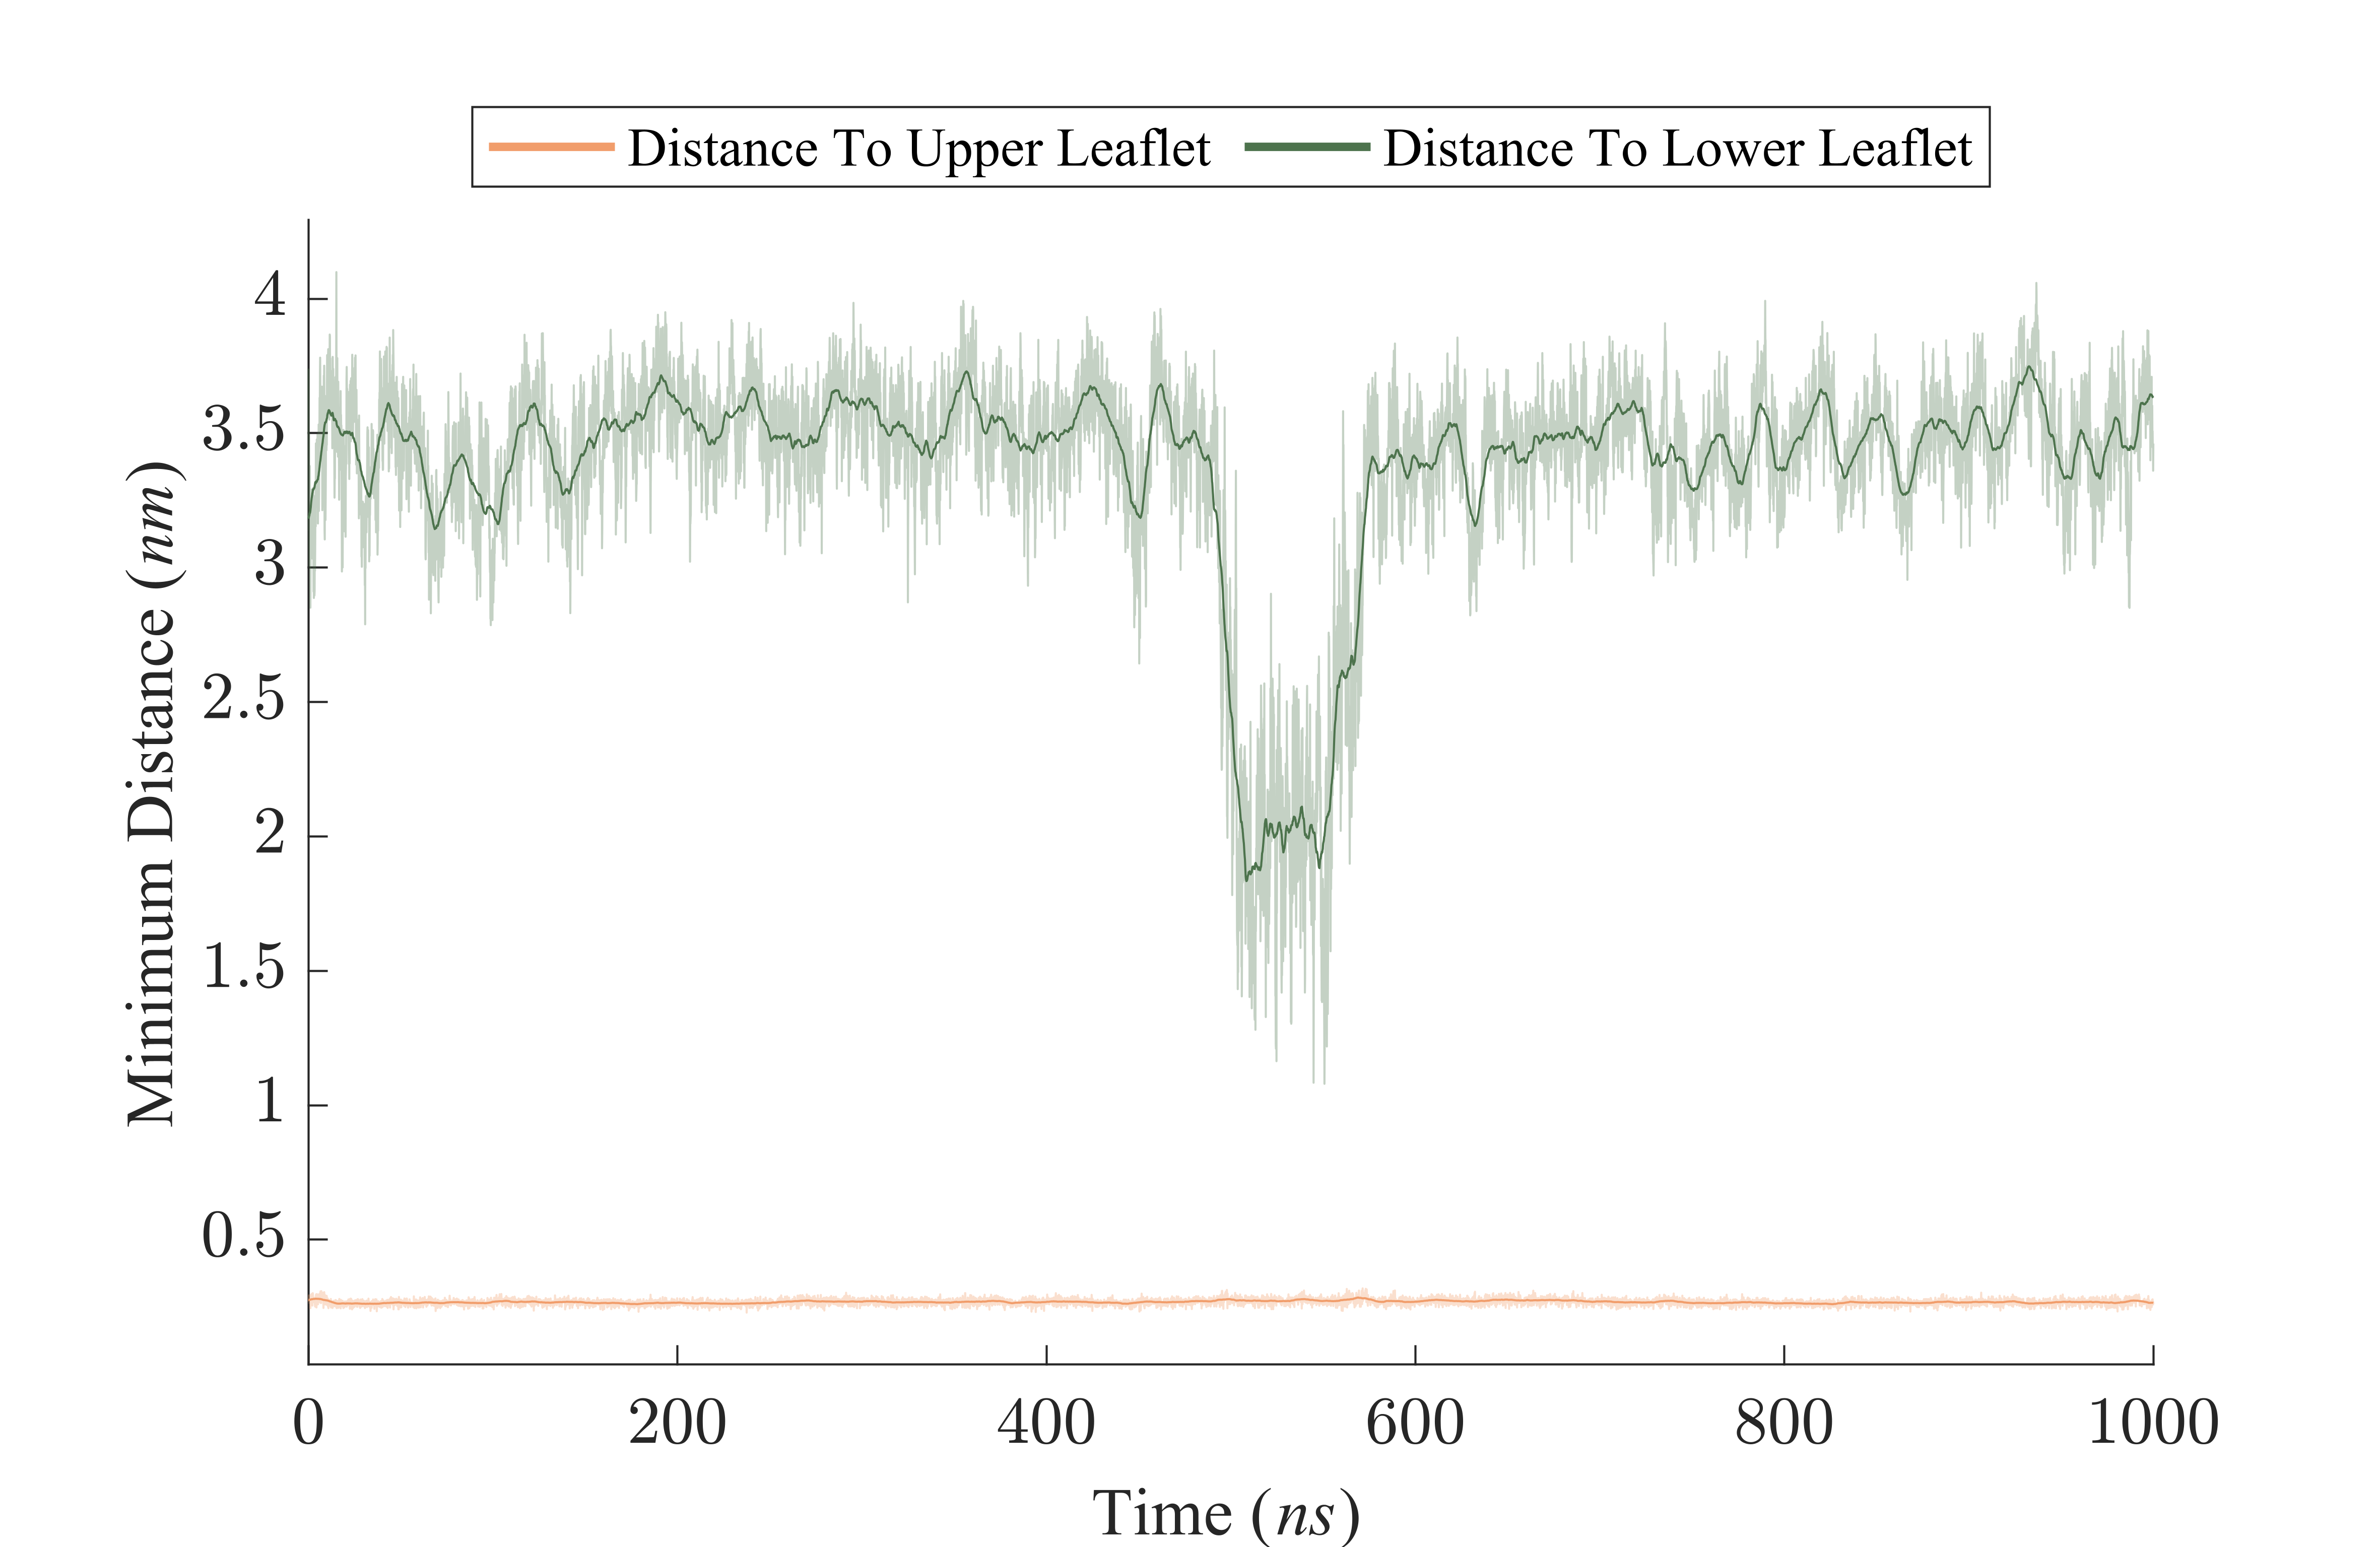 Distance To Upper Leaflet Distance To Lower Leaflet
Minimum Distance (nm)
4
3.5
3
2.5
2
1.5
1
0.5
0 200 400 600 800 1000
Time (ns)